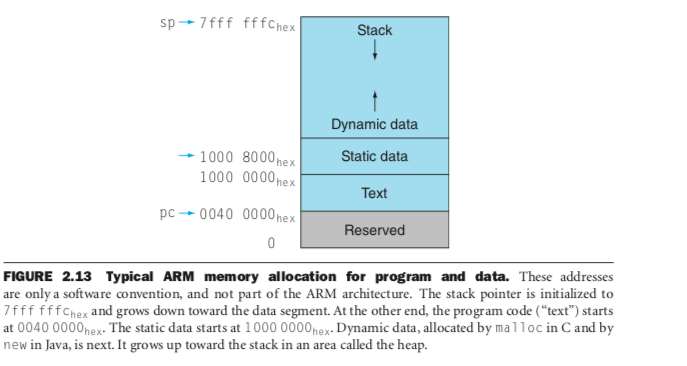 sp → 7fff fffc hex
Stack
Dynamic data
→ 1000 8000 hex
Static data
1000 0000 hex
Text
pc → 0040 0000 hex
Reserved
0
FIGURE 2.13 Typical ARM memory allocation for program and data. These addresses
are only a software convention, and not part of the ARM architecture. The stack pointer is initialized to
7fff fffc hex and grows down toward the data segment. At the other end, the program code (“text”) starts
at 0040 0000 hex. The static data starts at 1000 0000 hex. Dynamic data, allocated by malloc in C and by
new in Java, is next. It grows up toward the stack in an area called the heap.